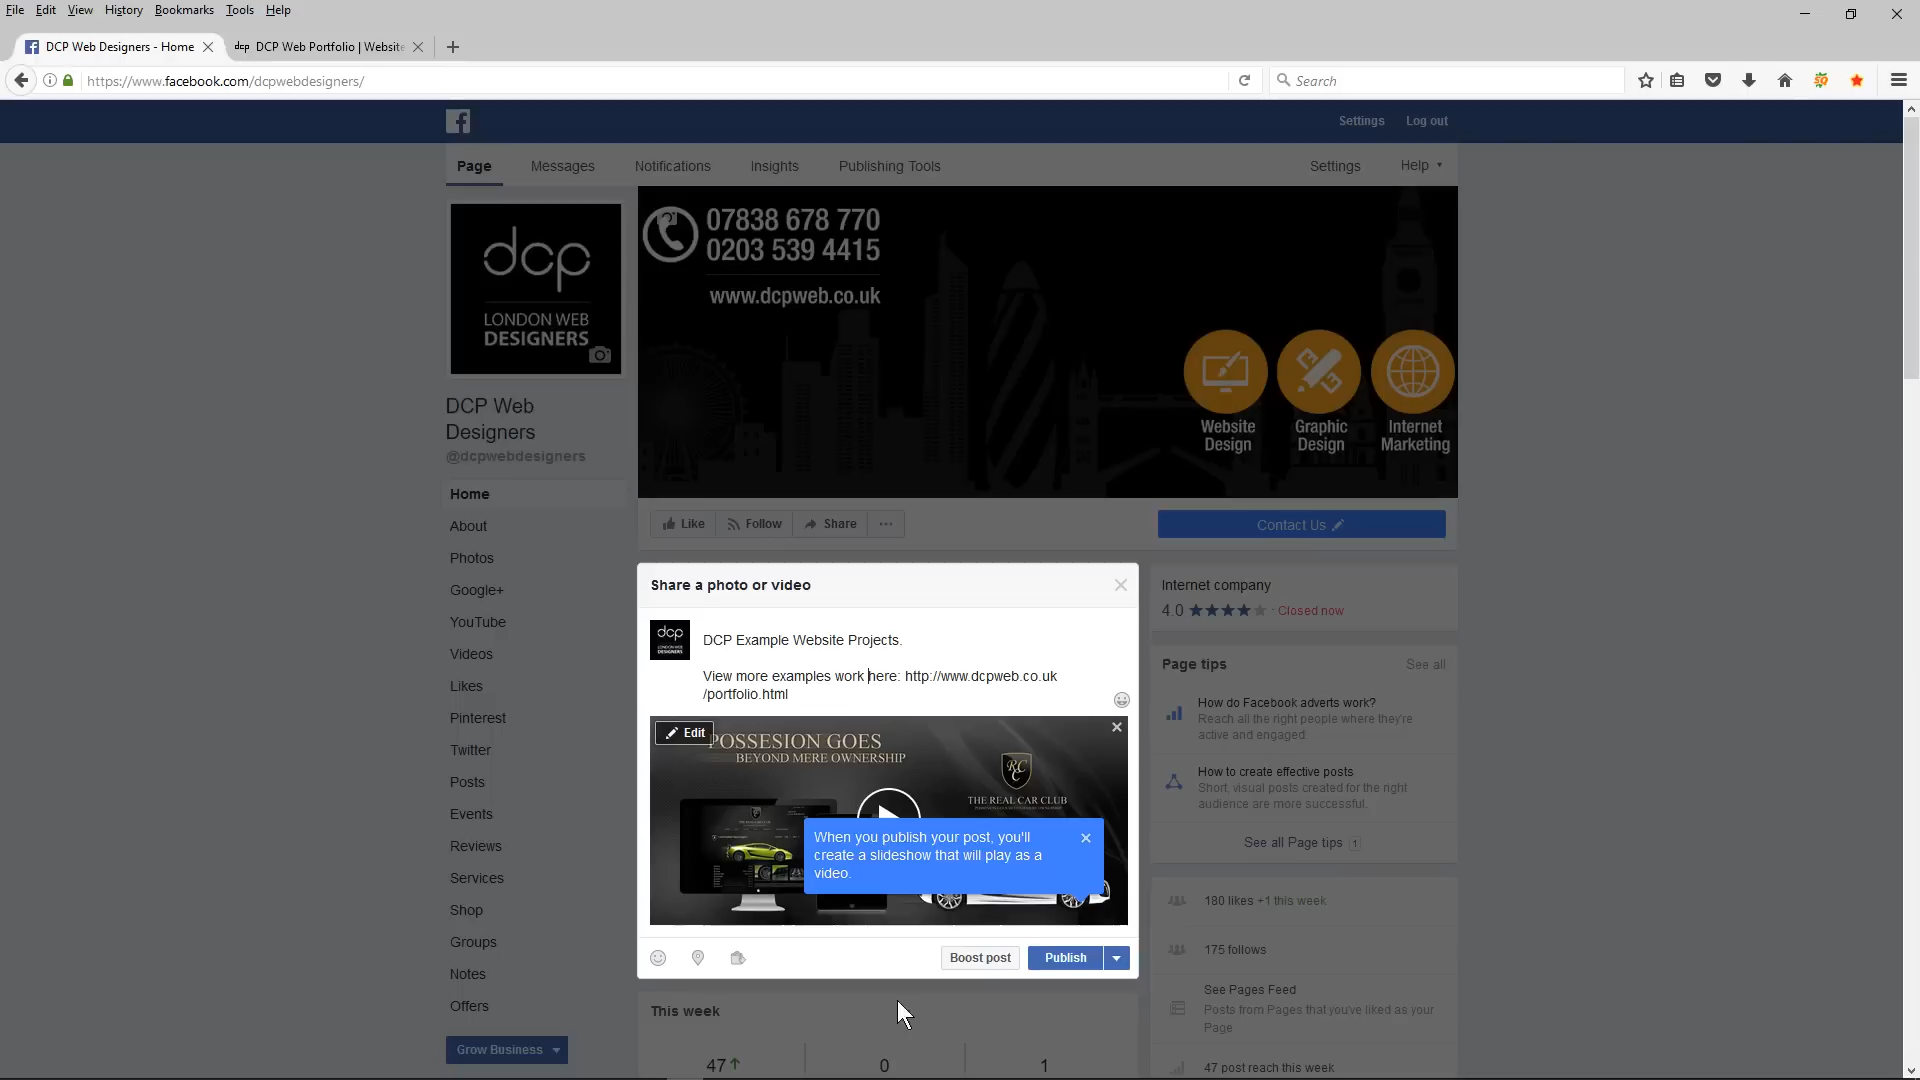 File Edit View History Bookmarks Tools Help
DCP Web Designers - Home
dcp DCP Web Portfolio | Website
https://www.facebook.com/dcpwebdesigners/
Search
Settings Log out
Page Messages Notifications Insights Publishing Tools Settings Help
07838 678 770
0203 539 4415
www.dcpweb.co.uk
dcp
LONDON WEB
DESIGNERS
Website
Design
Graphic
Design
Internet
Marketing
DCP Web
Designers
@dcpwebdesigners
Home
About
Photos
Google+
YouTube
Videos
Likes
Pinterest
Twitter
Posts
Events
Reviews
Services
Shop
Groups
Notes
Offers
Grow Business
Like Follow Share
Contact Us
Share a photo or video
dcp
LONDON WEB
DESIGNERS
DCP Example Website Projects.
View more examples work here: http://www.dcpweb.co.uk
/portfolio.html
Edit
POSSESION GOES
BEYOND MERE OWNERSHIP
RCC
THE REAL CAR CLUB
When you publish your post, you'll
create a slideshow that will play as a
video.
Boost post Publish
This week
47 0 1
Internet company
4.0 · Closed now
Page tips See all
How do Facebook adverts work?
Reach all the right people where they're
active and engaged
How to create effective posts
Short, visual posts created for the right
audience are more successful.
See all Page tips 1
180 likes +1 this week
175 follows
See Pages Feed
Posts from Pages that you've liked as your
Page
47 post reach this week